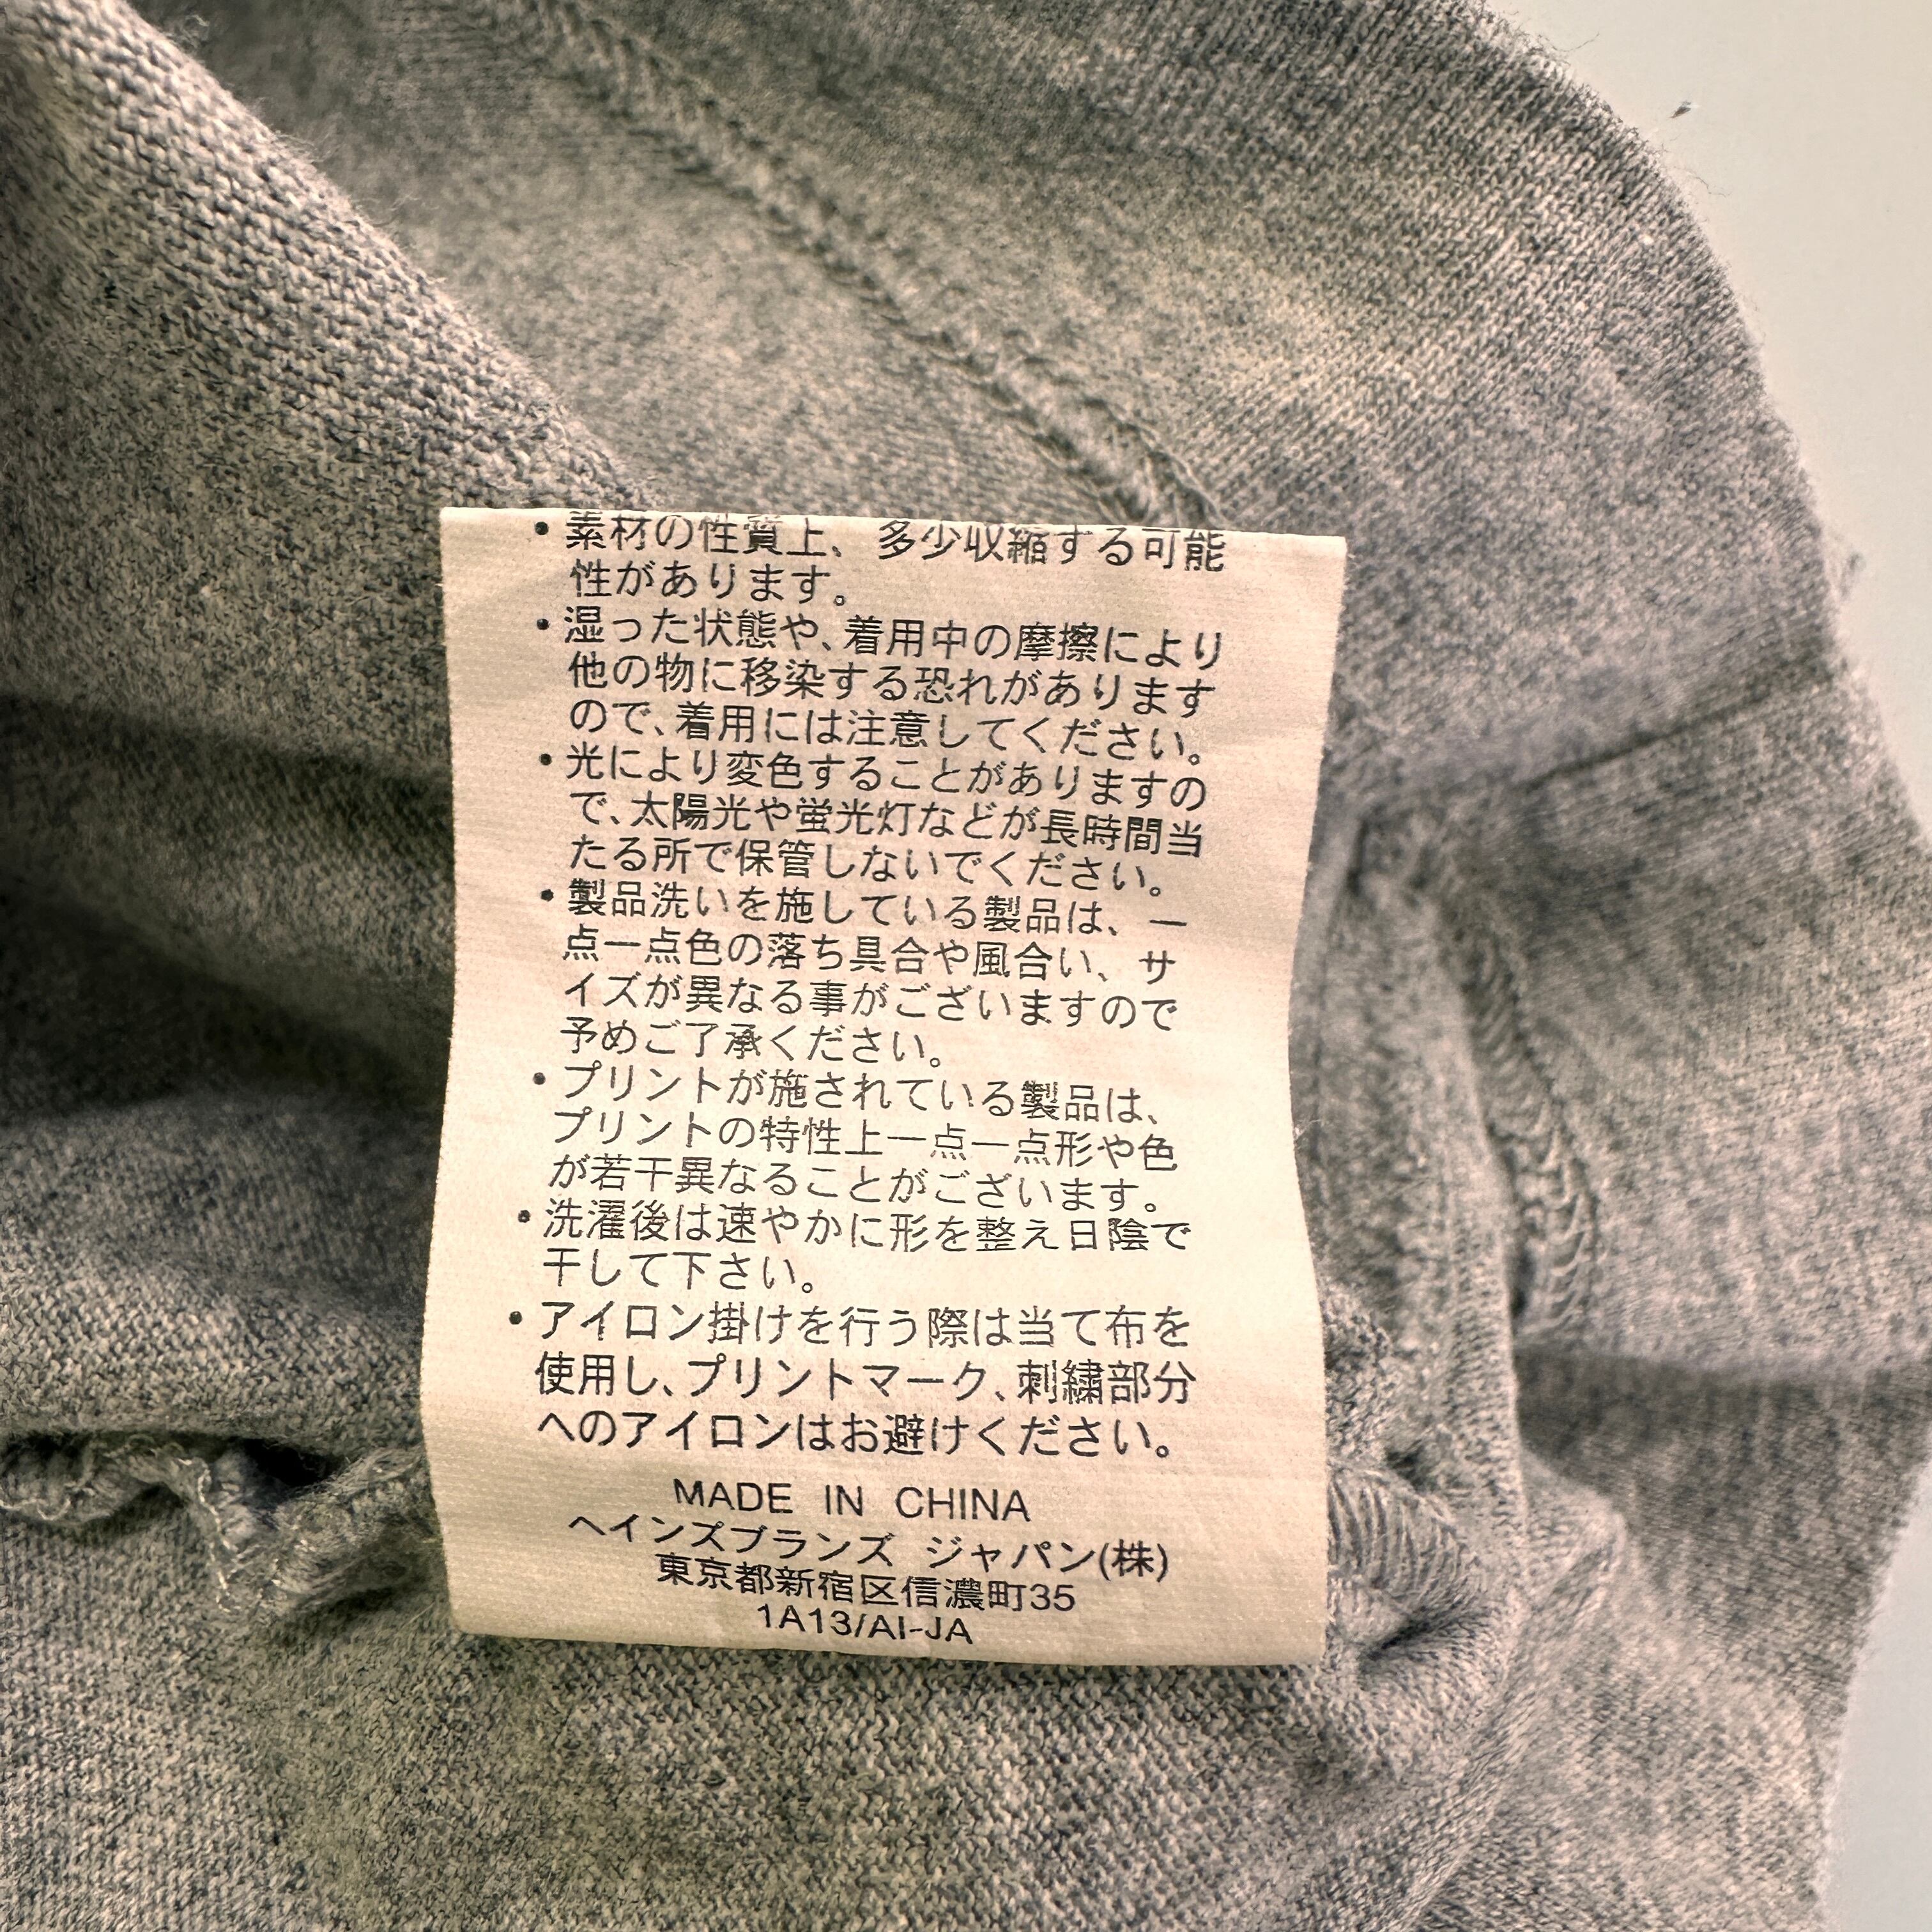 ・素材の性質上、多少収縮する可能
性があります。
・湿った状態や、着用中の摩擦により
他の物に移染する恐れがあります
ので、着用には注意してください。
・光により変色することがありますの
で、太陽光や蛍光灯などが長時間当
たる所で保管しないでください。
・製品洗いを施している製品は、一
点一点色の落ち具合や風合い、サ
イズが異なる事がございますので
予めご了承ください。
・プリントが施されている製品は、
プリントの特性上一点一点形や色
が若干異なることがございます。
・洗濯後は速やかに形を整え日陰で
干して下さい。
・アイロン掛けを行う際は当て布を
使用し、プリントマーク、刺繍部分
へのアイロンはお避けください。
MADE IN CHINA
ヘインズブランズ ジャパン(株)
東京都新宿区信濃町35
1A13/AI-JA